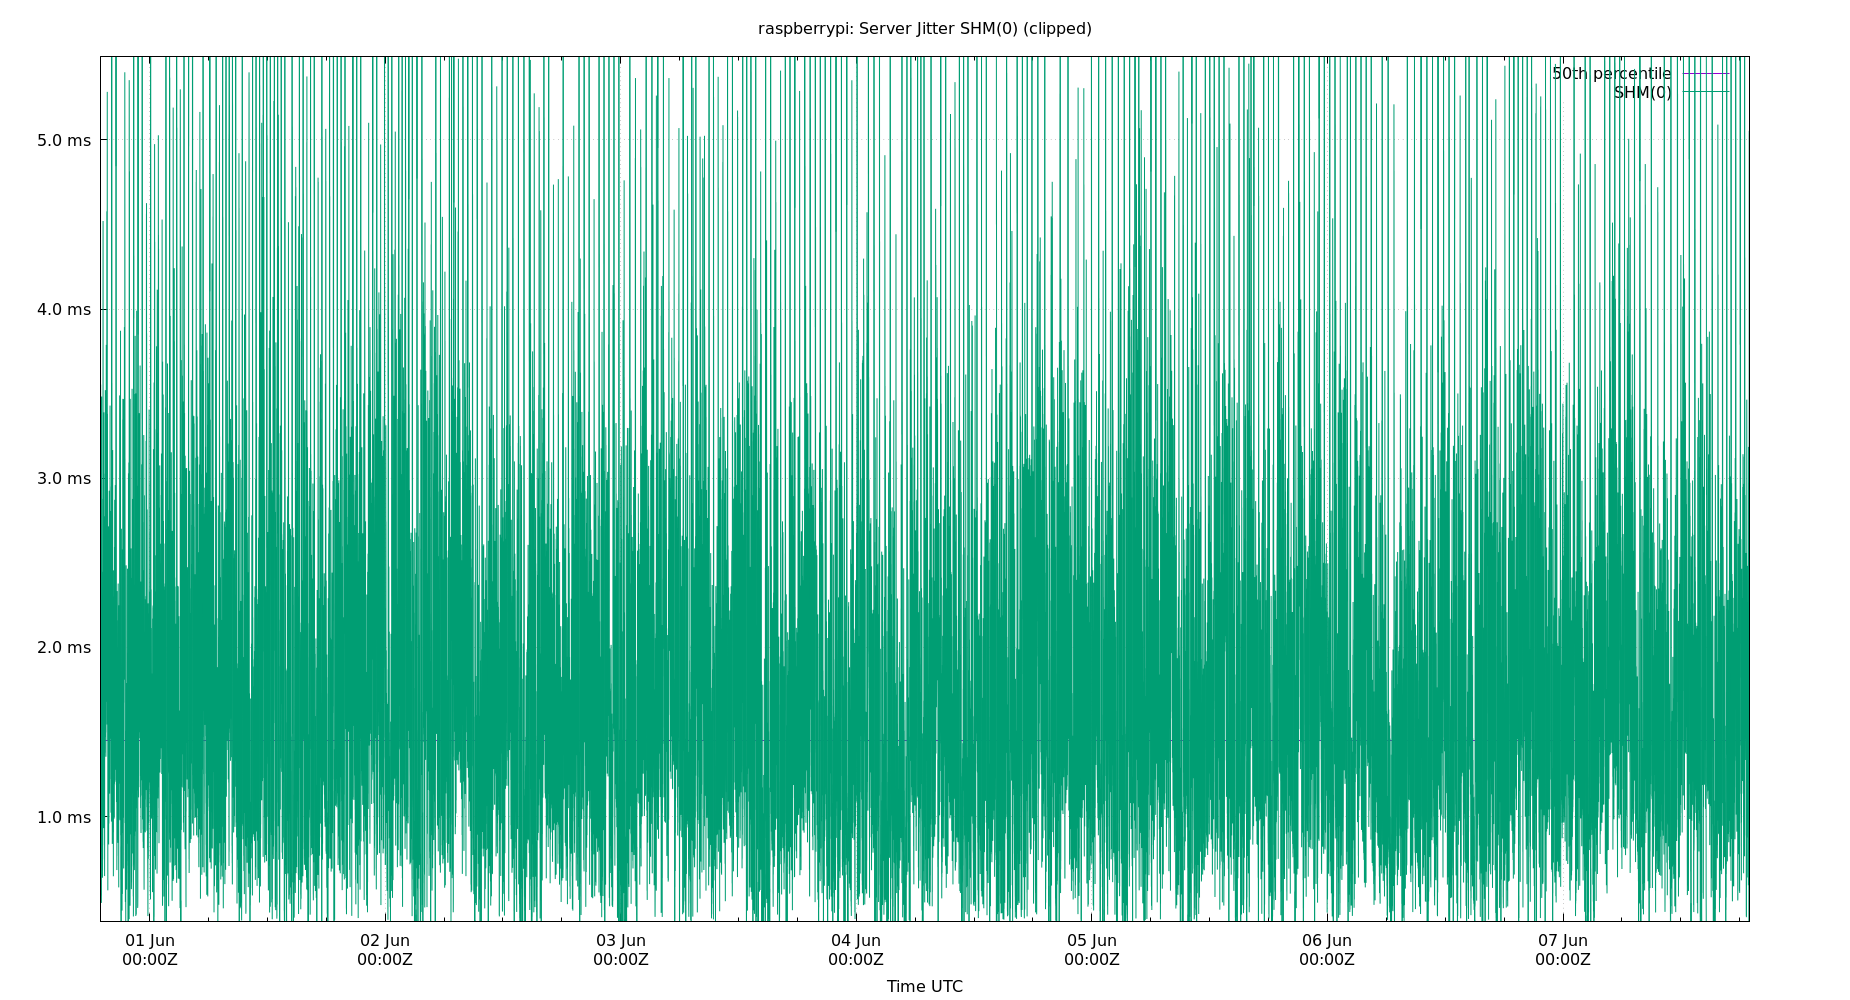 raspberrypi: Server Jitter SHM(0) (clipped)
50th percentile
SHM(0)
5.0 ms
4.0 ms
3.0 ms
2.0 ms
1.0 ms
01 Jun 02 Jun 03 Jun 04 Jun 05 Jun 06 Jun 07 Jun
00:00Z 00:00Z 00:00Z 00:00Z 00:00Z 00:00Z 00:00Z
Time UTC